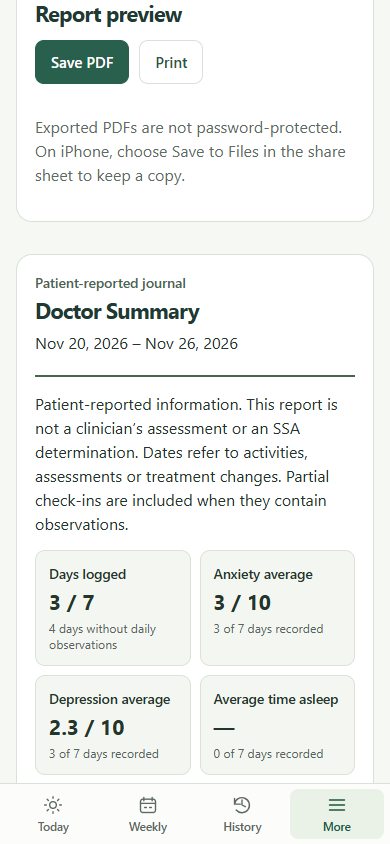 Report preview
Save PDF
Print
Exported PDFs are not password-protected.
On iPhone, choose Save to Files in the share
sheet to keep a copy.
Patient-reported journal
Doctor Summary
Nov 20, 2026 – Nov 26, 2026
Patient-reported information. This report is
not a clinician’s assessment or an SSA
determination. Dates refer to activities,
assessments or treatment changes. Partial
check-ins are included when they contain
observations.
Days logged
3 / 7
4 days without daily
observations
Anxiety average
3 / 10
3 of 7 days recorded
Depression average
2.3 / 10
3 of 7 days recorded
Average time asleep
—
0 of 7 days recorded
Today
Weekly
History
More